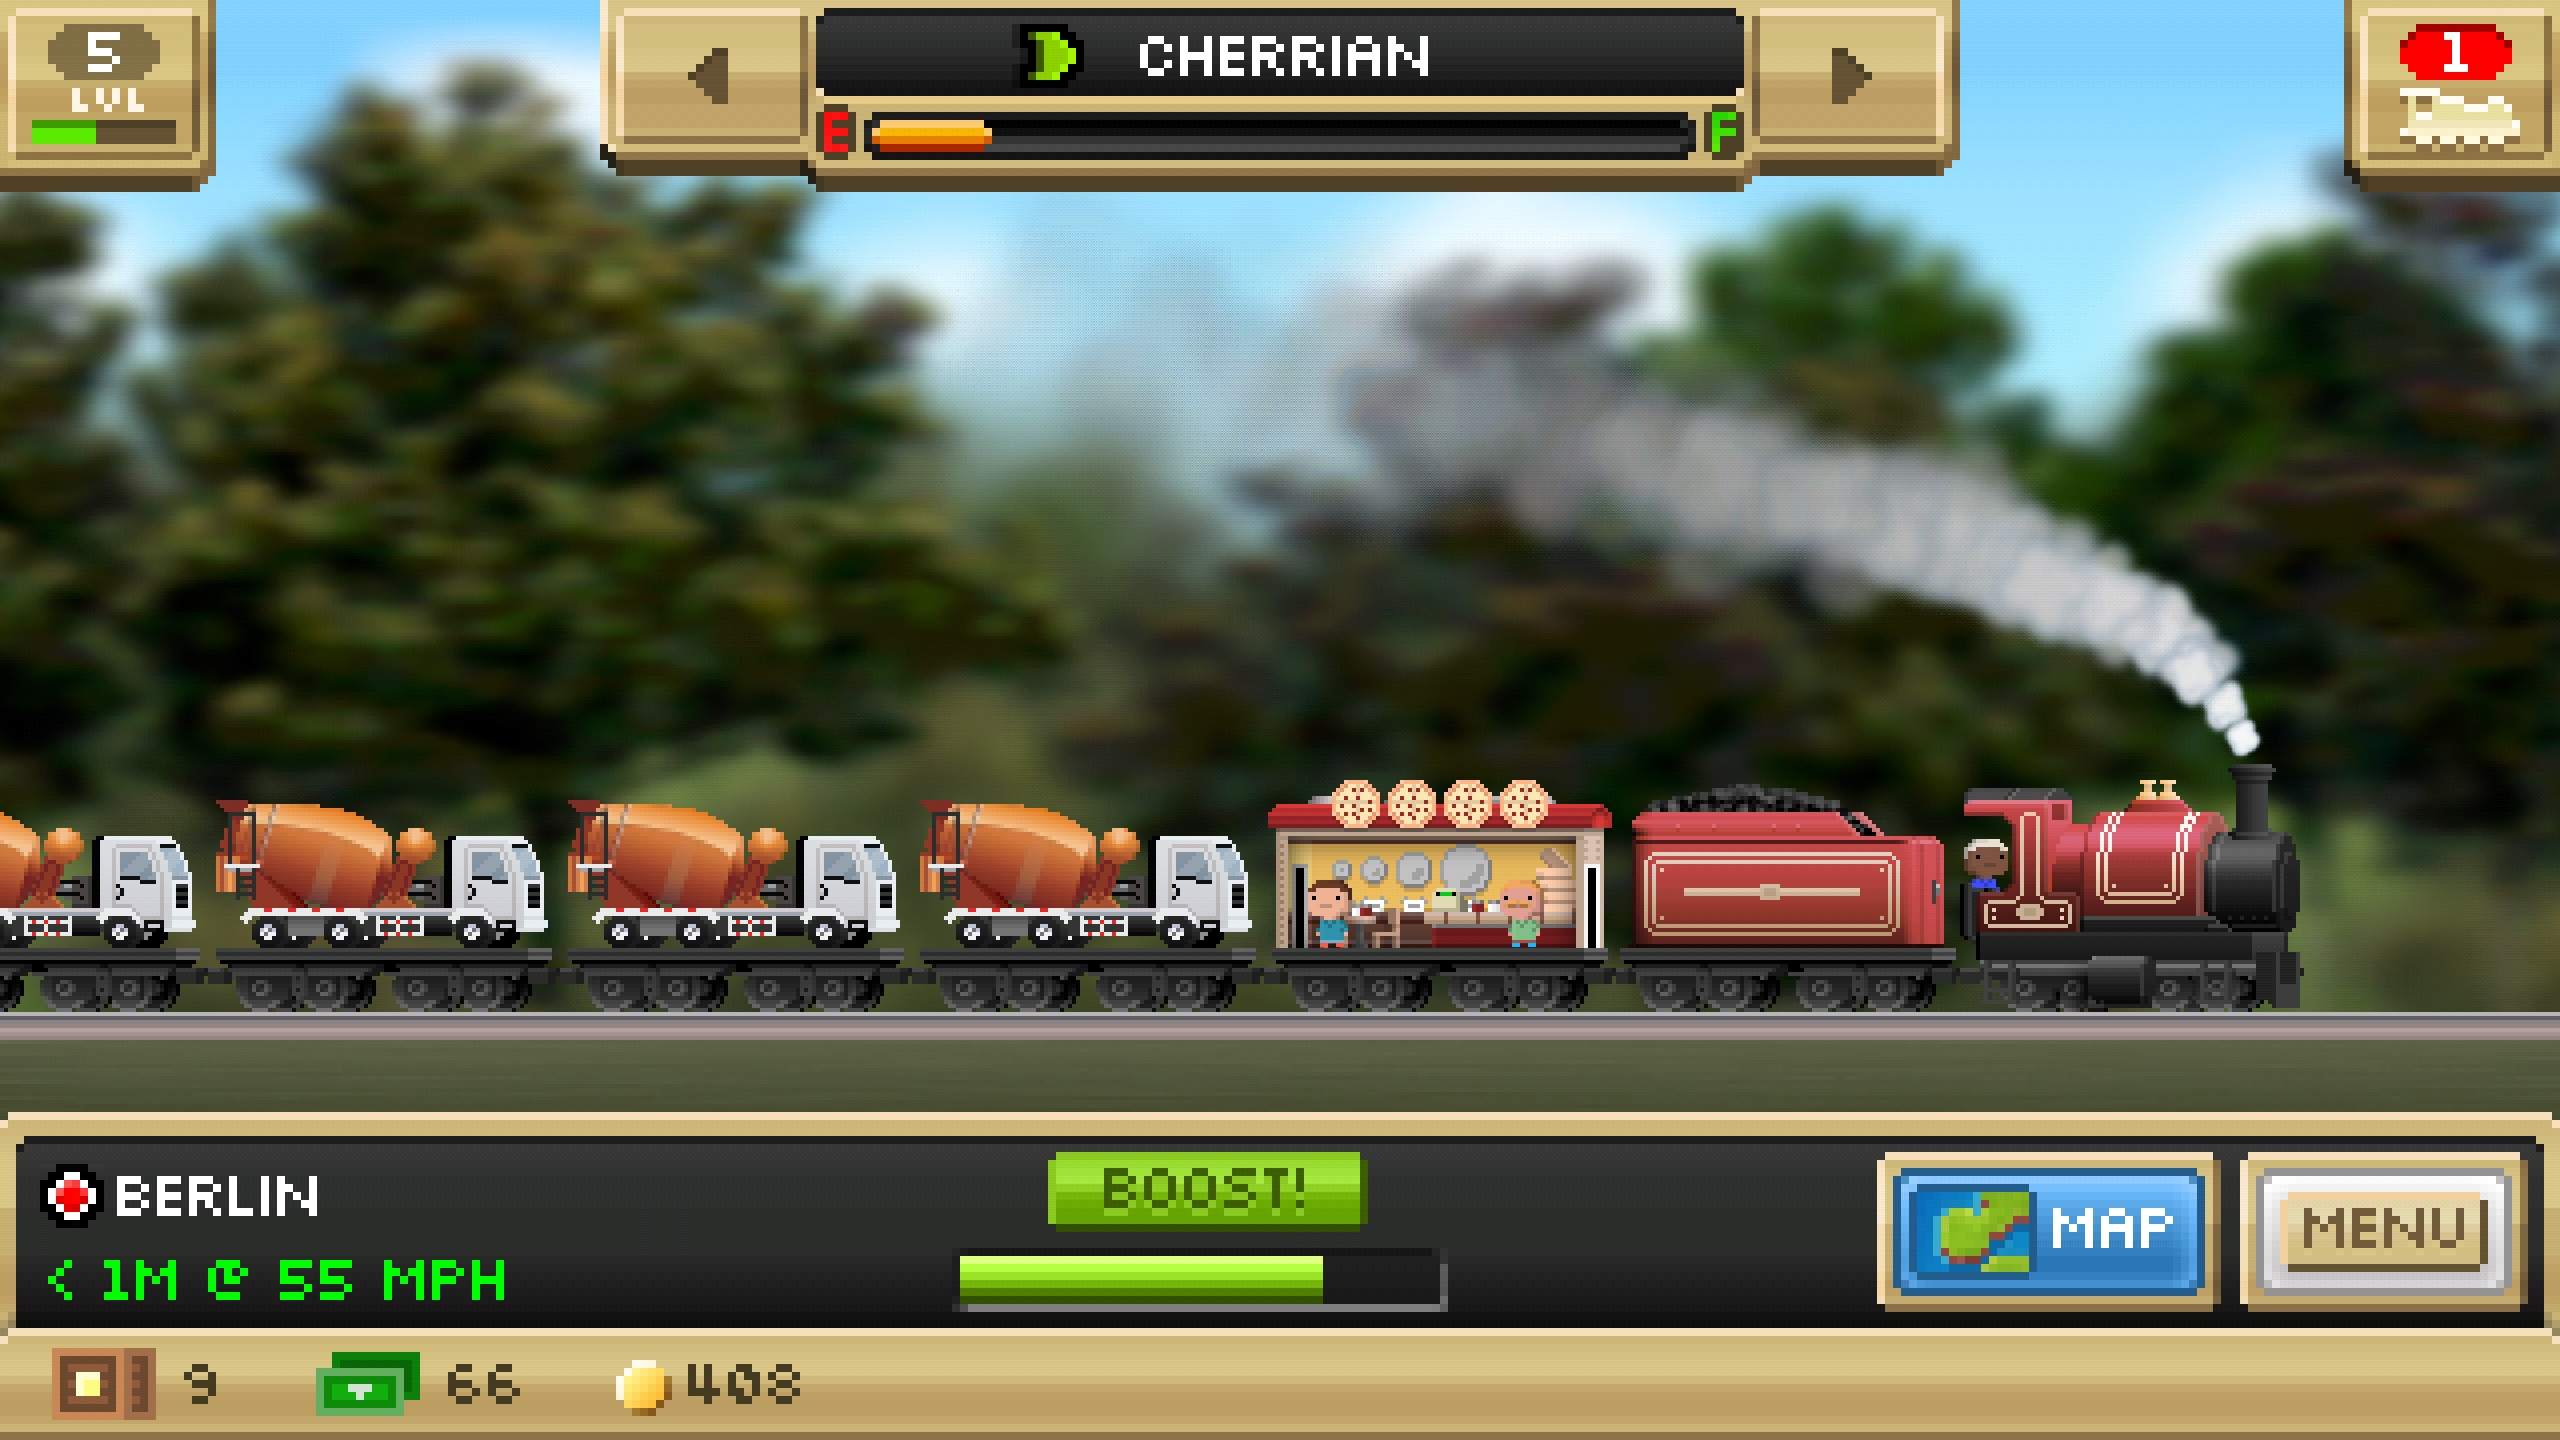 5
LVL
CHERRIAN
E F
1
BERLIN
< 1M @ 55 MPH
BOOST!
MAP
MENU
9 66 408